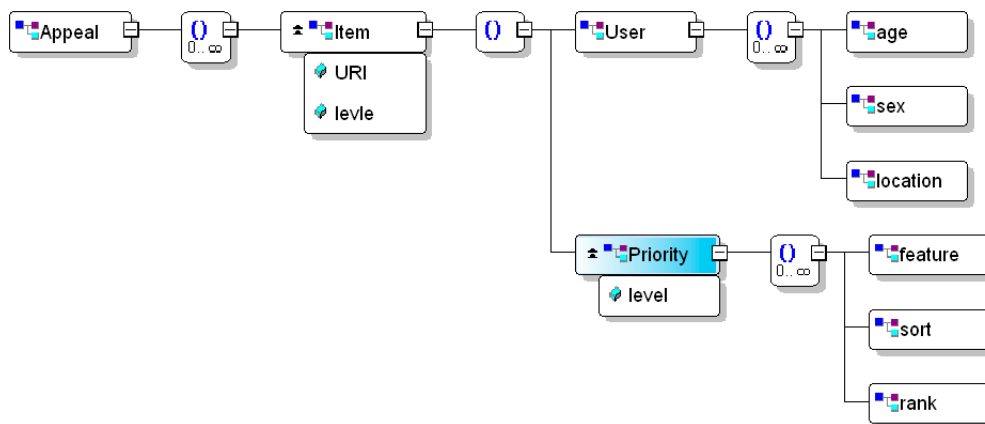 Appeal
()
0.. ∞
Item
URI
levle
()
User
()
0.. ∞
age
sex
location
Priority
level
()
0.. ∞
feature
sort
rank